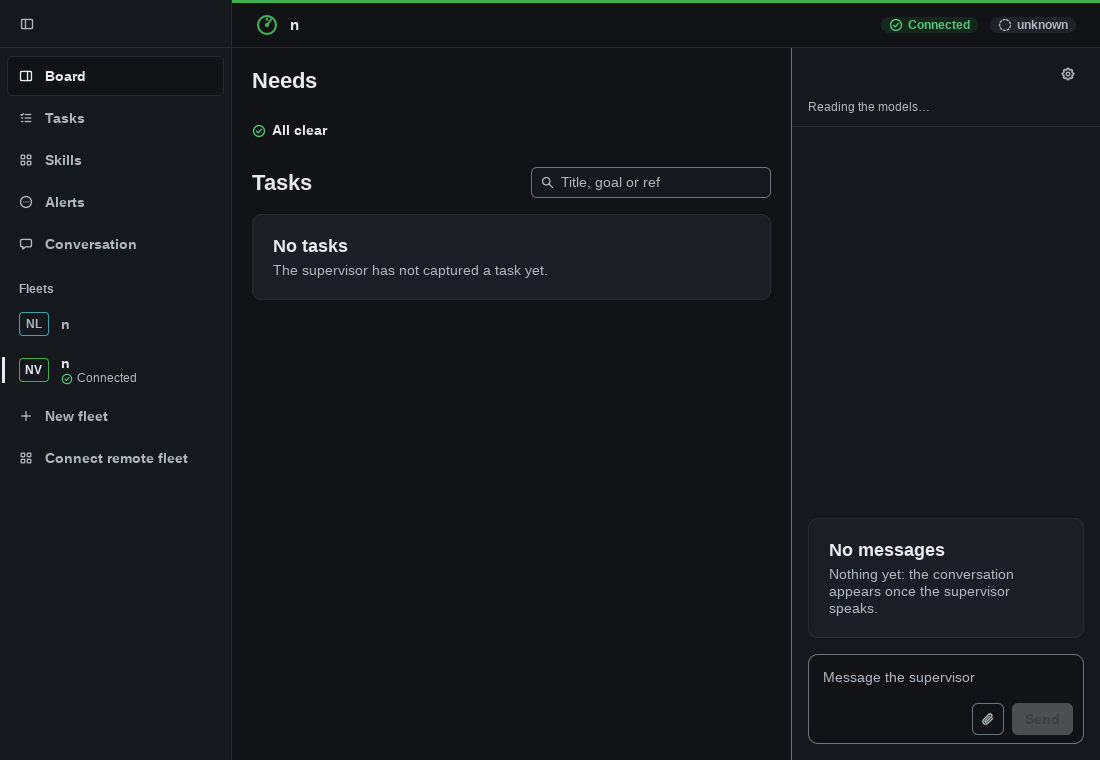 n
Connected
unknown
Board
Tasks
Skills
Alerts
Conversation
Fleets
NL
n
NV
n
Connected
New fleet
Connect remote fleet
Needs
All clear
Tasks
Title, goal or ref
No tasks
The supervisor has not captured a task yet.
Reading the models…
No messages
Nothing yet: the conversation
appears once the supervisor
speaks.
Message the supervisor
Send